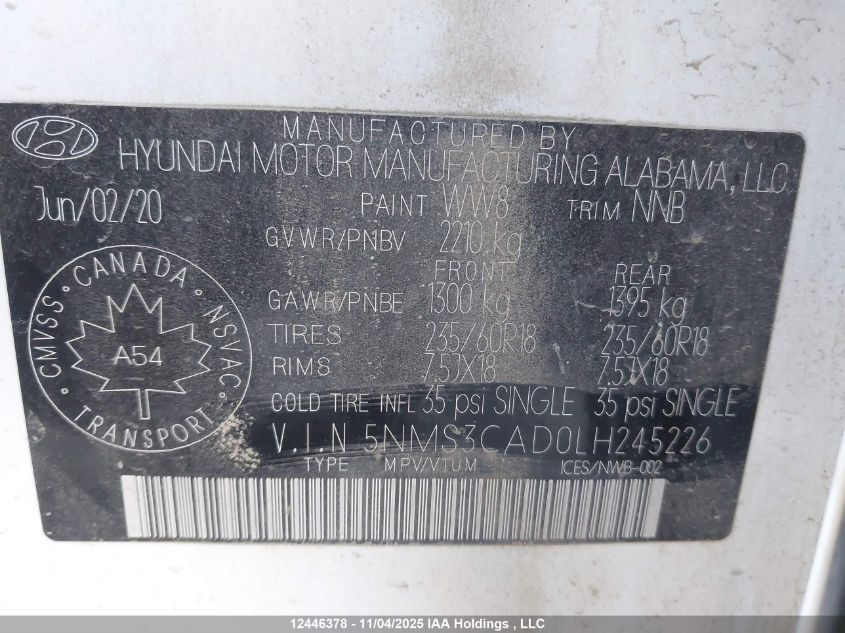 MANUFACTURED BY
HYUNDAI MOTOR MANUFACTURING ALABAMA, LLC
Jun/02/20 PAINT WW8 TRIM NNB
GVWR/PNBV 2210 kg
FRONT REAR
GAWR/PNBE 1300 kg 1395 kg
TIRES 235/60R18 235/60R18
RIMS 7.5JX18 7.5JX18
COLD TIRE INFL 35 psi SINGLE 35 psi SINGLE
V.I.N 5NMS3CAD0LH245226
TYPE MPV/VTUM ICES/NWB-002
CMVSS CANADA NSVAC
A54
TRANSPORT
12446378 - 11/04/2025 IAA Holdings , LLC